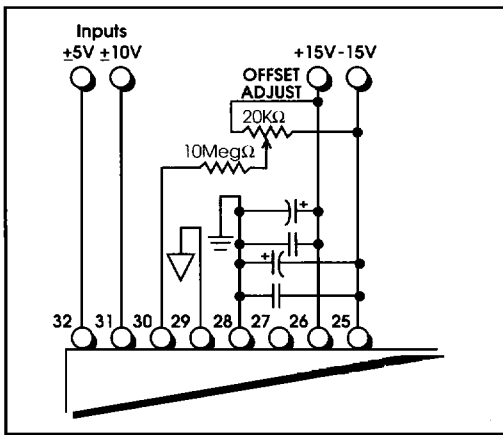 Inputs
±5V ±10V
+15V -15V
OFFSET
ADJUST
20KΩ
10MegΩ
+
+
32 31 30 29 28 27 26 25